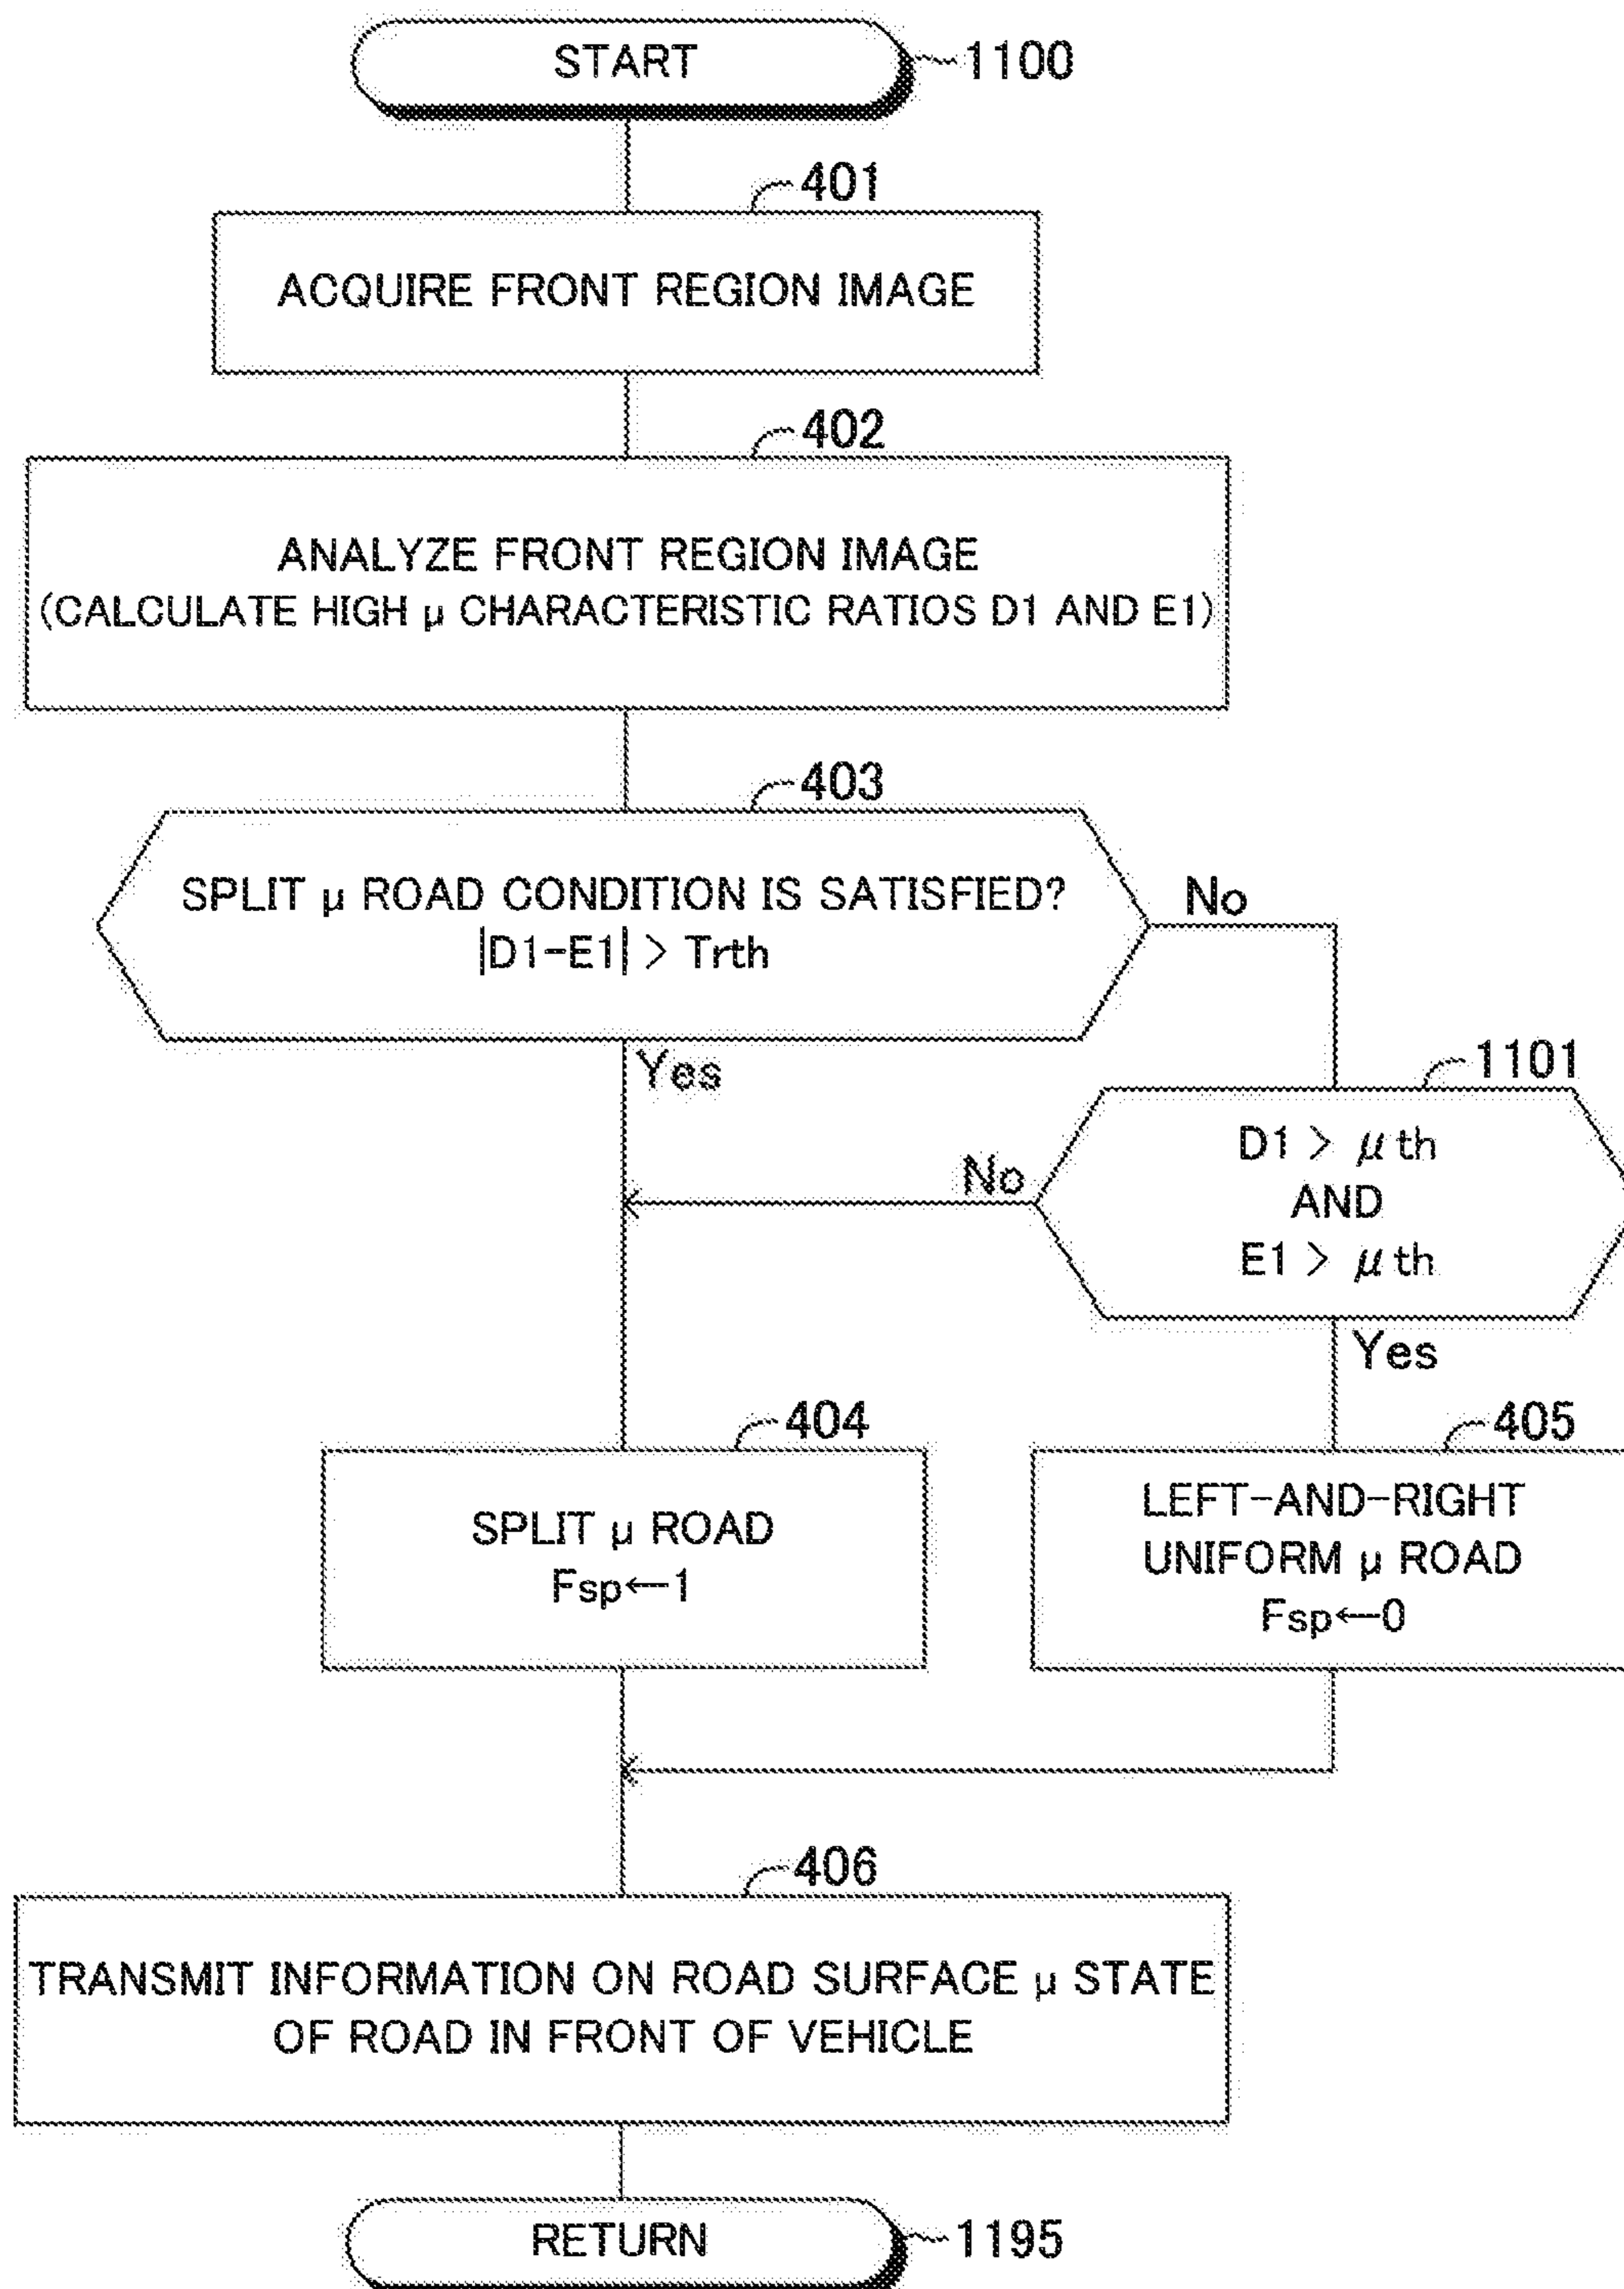 START
1100
401
ACQUIRE FRONT REGION IMAGE
402
ANALYZE FRONT REGION IMAGE
(CALCULATE HIGH μ CHARACTERISTIC RATIOS D1 AND E1)
403
SPLIT μ ROAD CONDITION IS SATISFIED?
|D1-E1| > Trth
No
Yes
1101
D1 > μth
AND
E1 > μth
No
Yes
404
SPLIT μ ROAD
Fsp←1
405
LEFT-AND-RIGHT
UNIFORM μ ROAD
Fsp←0
406
TRANSMIT INFORMATION ON ROAD SURFACE μ STATE
OF ROAD IN FRONT OF VEHICLE
RETURN
1195